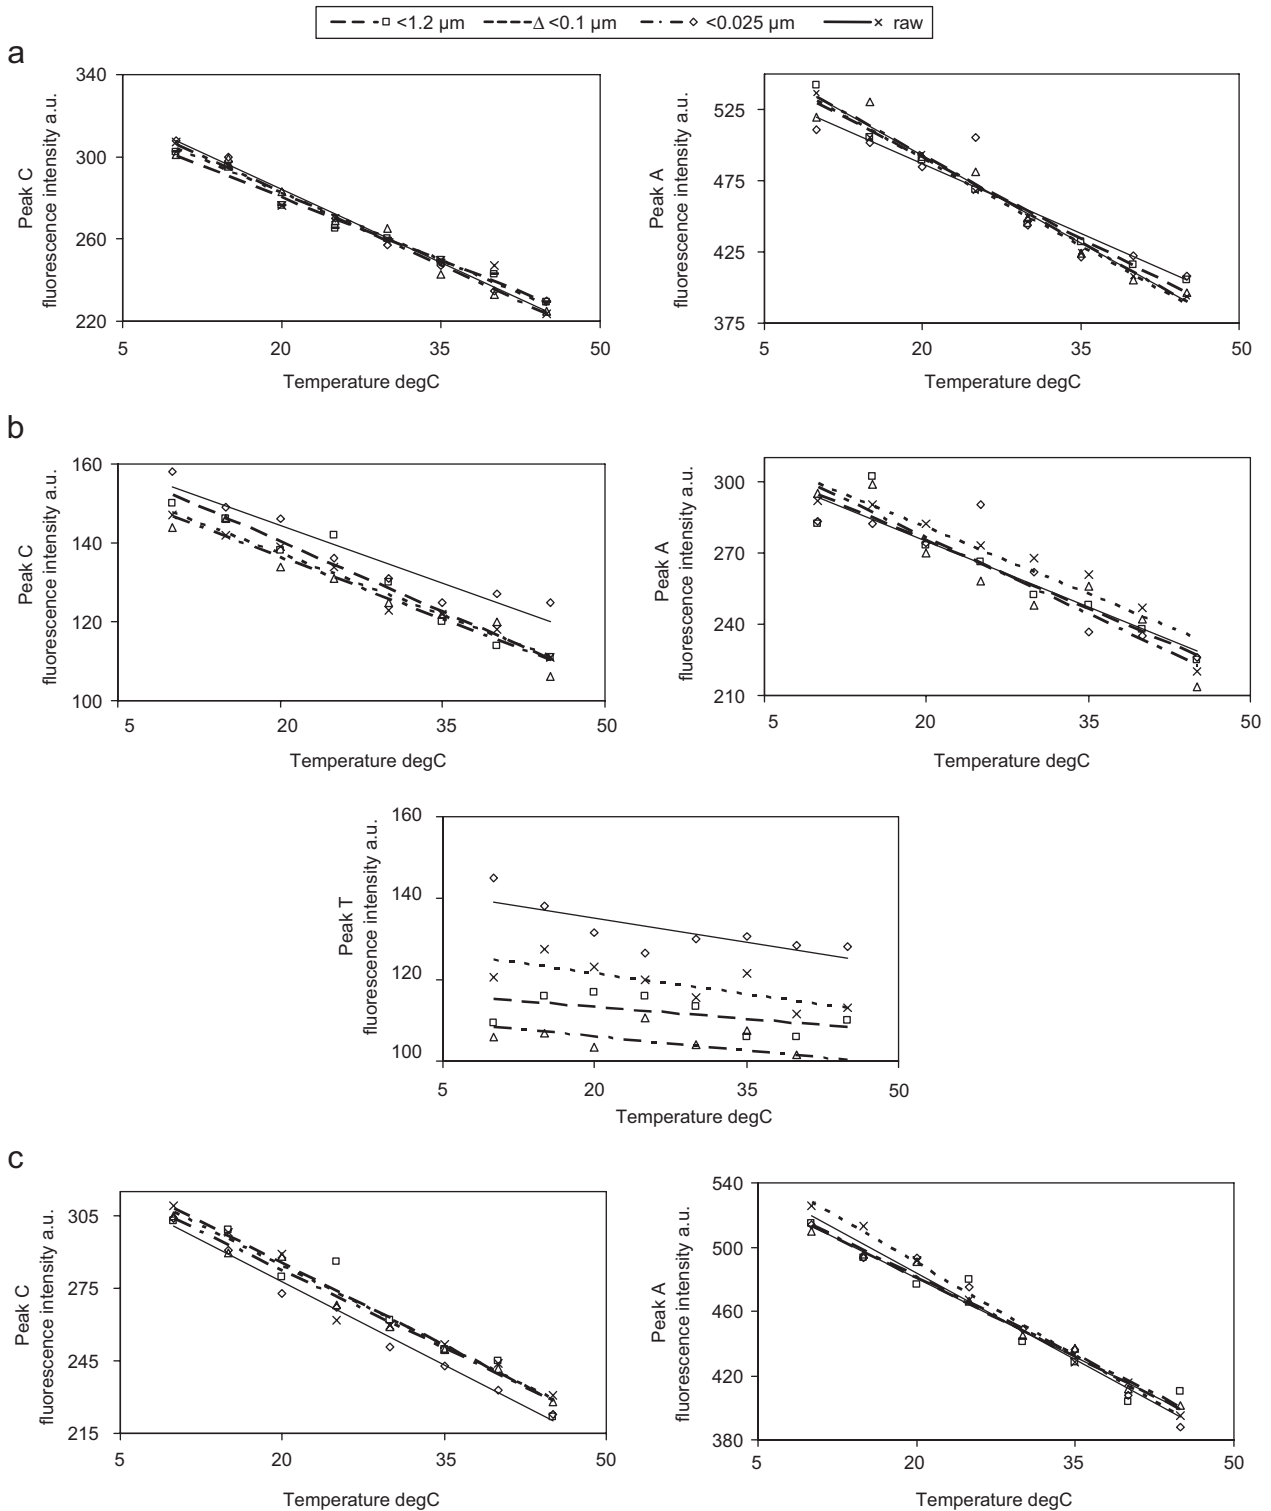 <1.2 µm Δ <0.1 µm <0.025 µm raw
a
340
300
260
220
5 20 35 50
Peak C
fluorescence intensity a.u.
Temperature degC
525
475
425
375
5 20 35 50
Peak A
fluorescence intensity a.u.
Temperature degC
b
160
140
120
100
5 20 35 50
Peak C
fluorescence intensity a.u.
Temperature degC
300
270
240
210
5 20 35 50
Peak A
fluorescence intensity a.u.
Temperature degC
160
140
120
100
5 20 35 50
Peak T
fluorescence intensity a.u.
Temperature degC
c
305
275
245
215
5 20 35 50
Peak C
fluorescence intensity a.u.
Temperature degC
540
500
460
420
380
5 20 35 50
Peak A
fluorescence intensity a.u.
Temperature degC